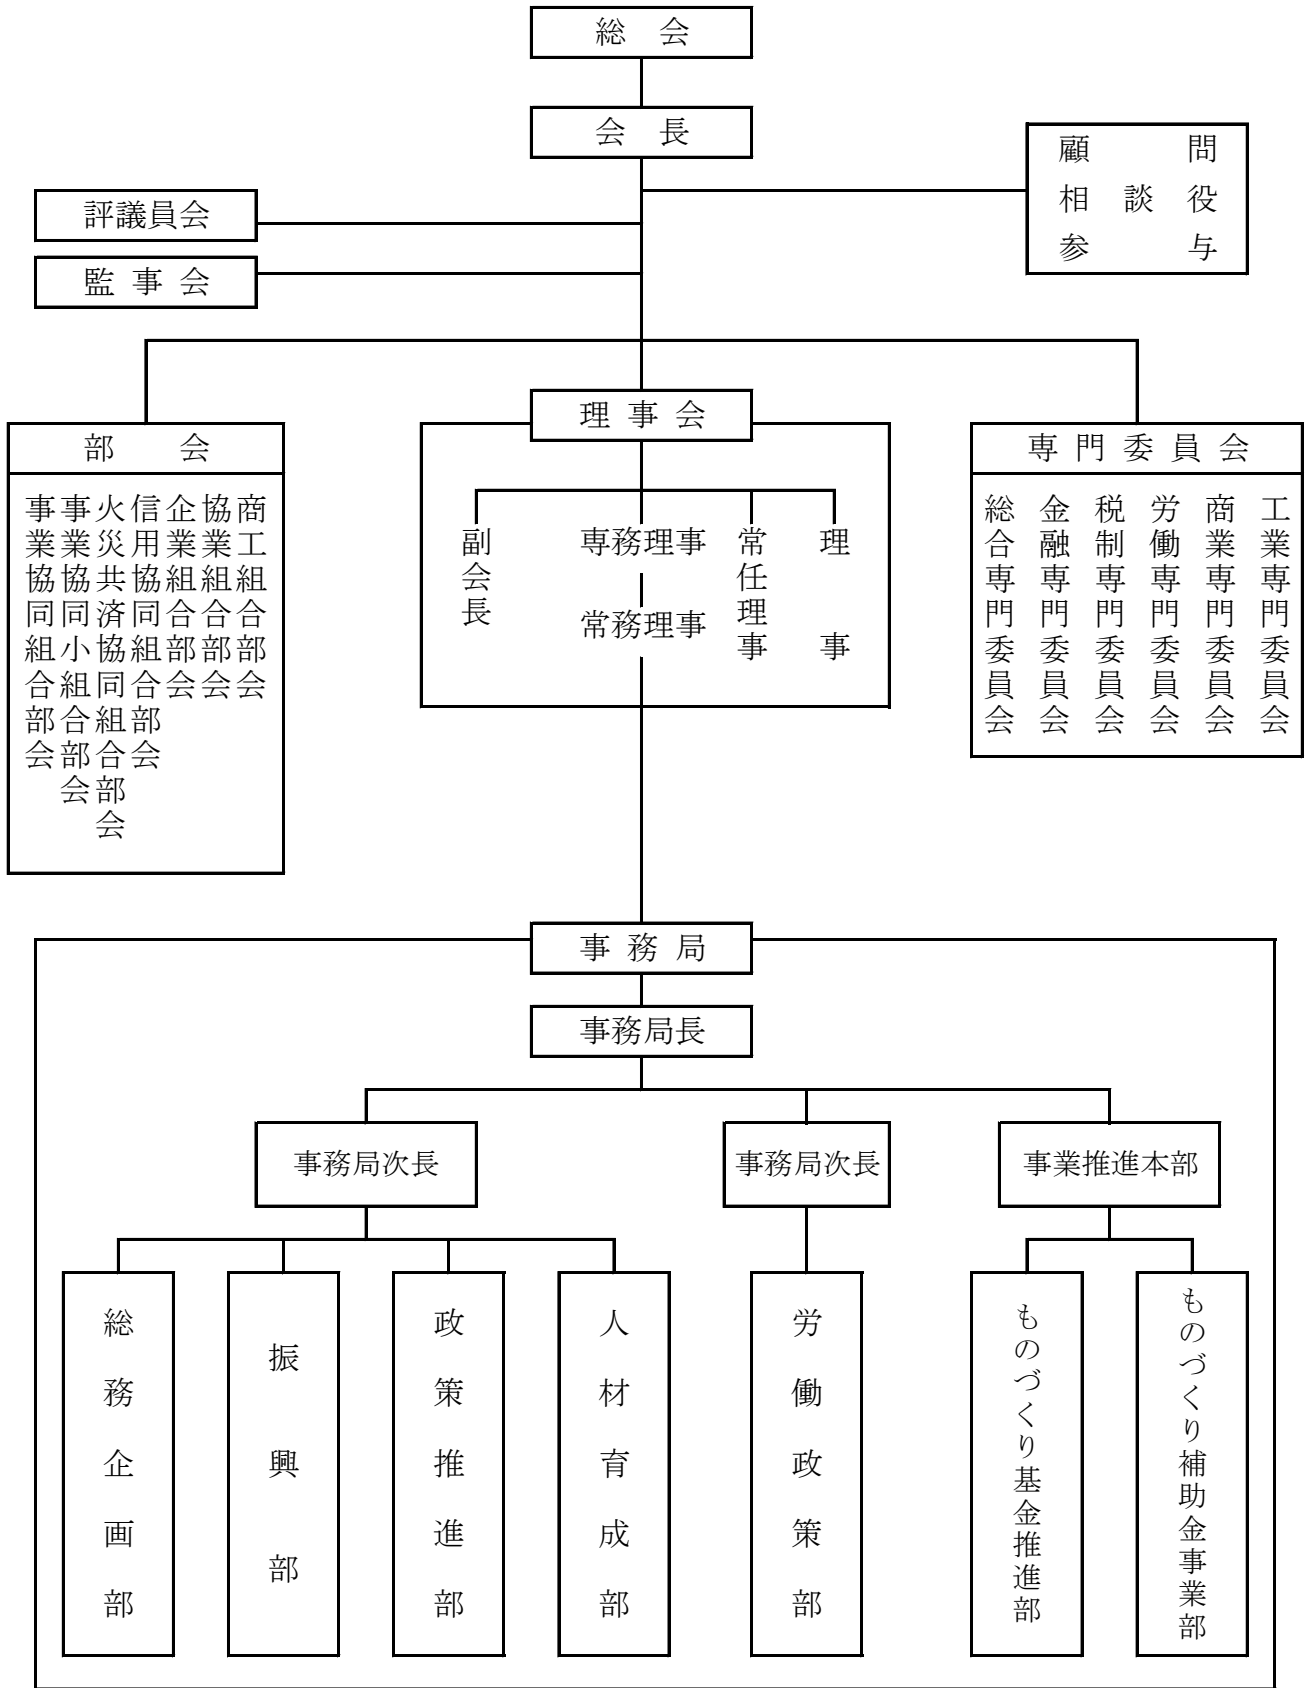 総　会
会　長
顧　　　問
相　談　役
参　　　与
評議員会
監 事 会
理 事 会
部　　会
事業協同組合部会
事業協同小組合部会
火災共済協同組合部会
信用協同組合部会
企業組合部会
協業組合部会
商工組合部会
副会長
専務理事
常務理事
常任理事
理　事
専 門 委 員 会
総合専門委員会
金融専門委員会
税制専門委員会
労働専門委員会
商業専門委員会
工業専門委員会
事 務 局
事務局長
事務局次長
事務局次長
事業推進本部
総務企画部
振興部
政策推進部
人材育成部
労働政策部
ものづくり基金推進部
ものづくり補助金事業部